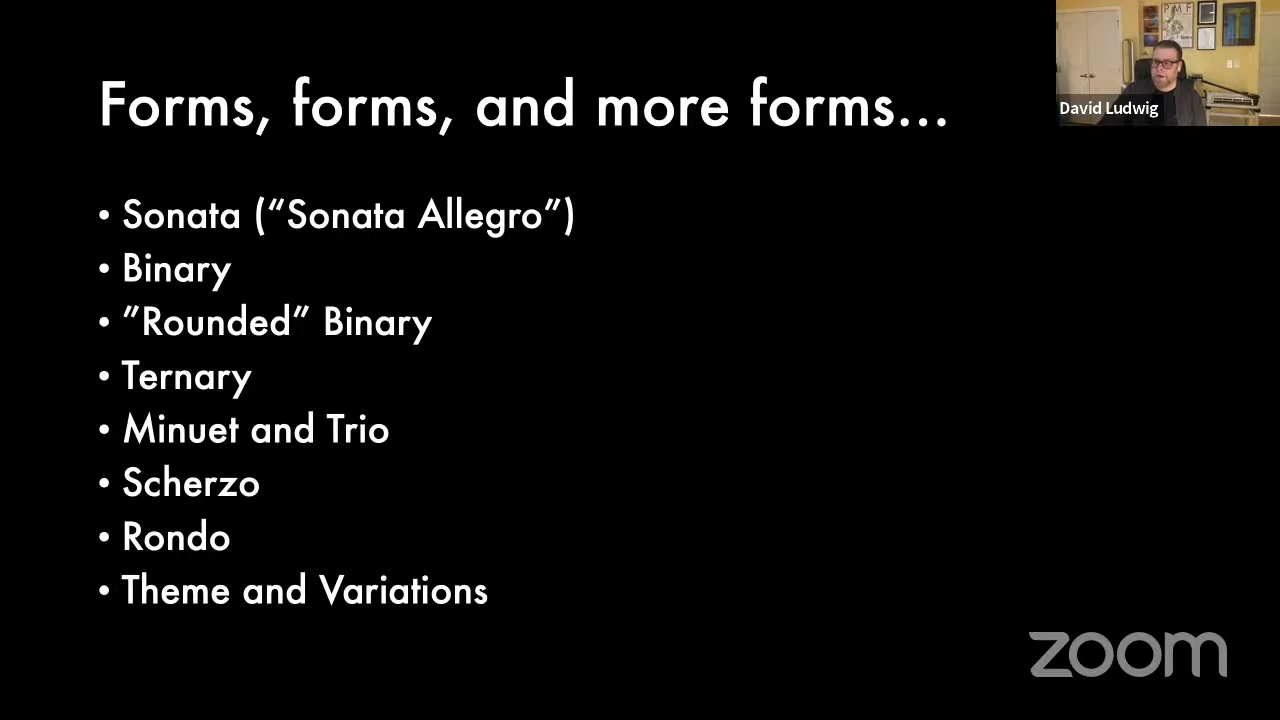 Forms, forms, and more forms...
David Ludwig
PMF
• Sonata (“Sonata Allegro”)
• Binary
• ”Rounded” Binary
• Ternary
• Minuet and Trio
• Scherzo
• Rondo
• Theme and Variations
zoom